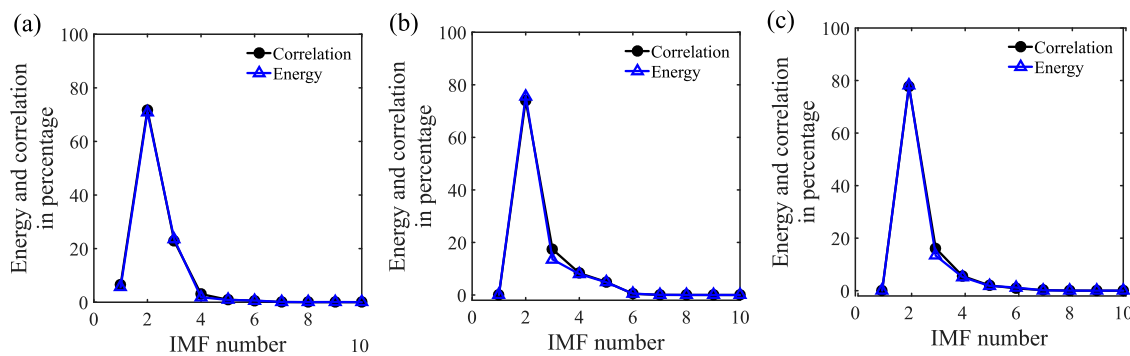 (a)
100
80
60
40
20
0
Energy and correlation
in percentage
Correlation
Energy
0 2 4 6 8 10
IMF number
(b)
100
80
60
40
20
0
Energy and correlation
in percentage
Correlation
Energy
0 2 4 6 8 10
IMF number
(c)
100
80
60
40
20
0
Energy and correlation
in percentage
Correlation
Energy
0 2 4 6 8 10
IMF number